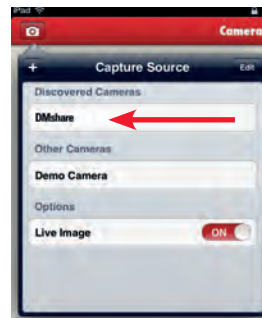 iPad
Camera
+ Capture Source Edit
Discovered Cameras
DMshare
Other Cameras
Demo Camera
Options
Live Image ON